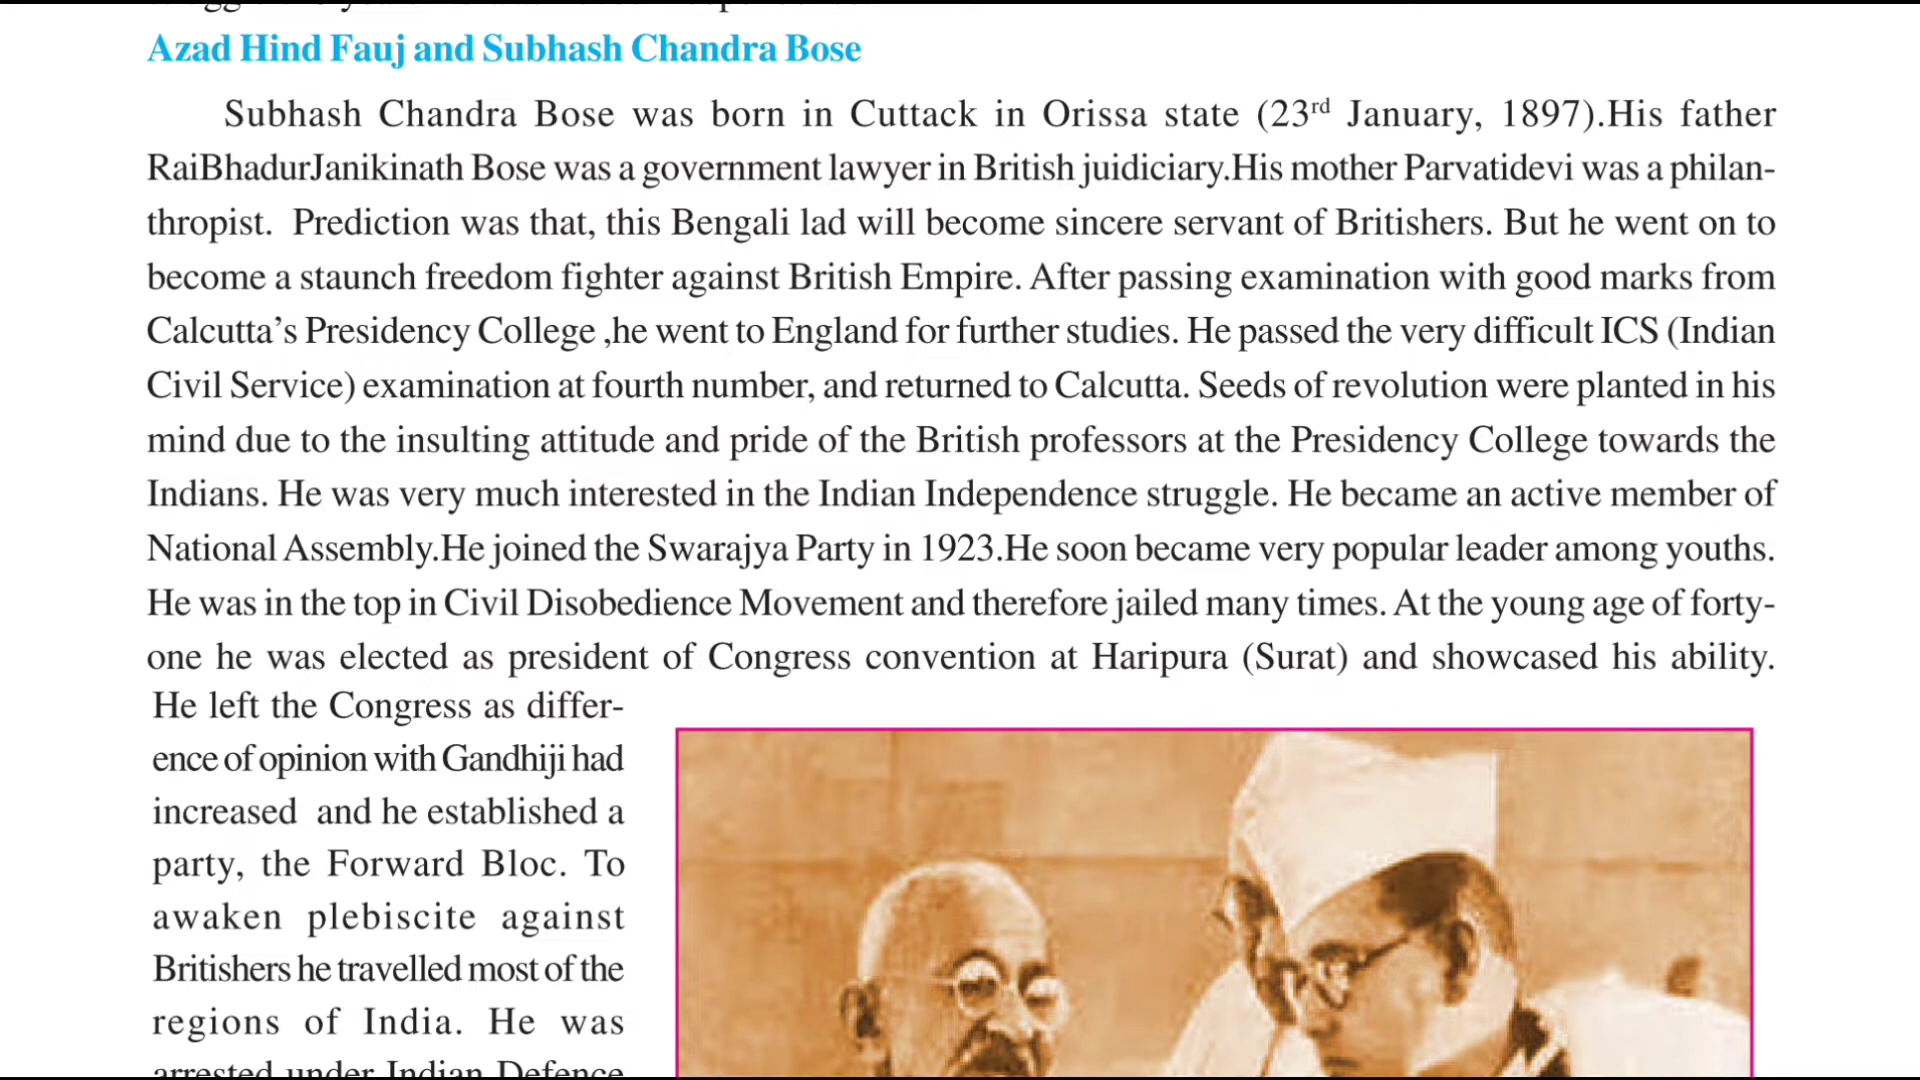 Azad Hind Fauj and Subhash Chandra Bose
Subhash Chandra Bose was born in Cuttack in Orissa state (23rd January, 1897).His father
RaiBhadurJanikinath Bose was a government lawyer in British juidiciary.His mother Parvatidevi was a philan-
thropist. Prediction was that, this Bengali lad will become sincere servant of Britishers. But he went on to
become a staunch freedom fighter against British Empire. After passing examination with good marks from
Calcutta’s Presidency College ,he went to England for further studies. He passed the very difficult ICS (Indian
Civil Service) examination at fourth number, and returned to Calcutta. Seeds of revolution were planted in his
mind due to the insulting attitude and pride of the British professors at the Presidency College towards the
Indians. He was very much interested in the Indian Independence struggle. He became an active member of
National Assembly.He joined the Swarajya Party in 1923.He soon became very popular leader among youths.
He was in the top in Civil Disobedience Movement and therefore jailed many times. At the young age of forty-
one he was elected as president of Congress convention at Haripura (Surat) and showcased his ability.
He left the Congress as differ-
ence of opinion with Gandhiji had
increased and he established a
party, the Forward Bloc. To
awaken plebiscite against
Britishers he travelled most of the
regions of India. He was
arrested under Indian Defence